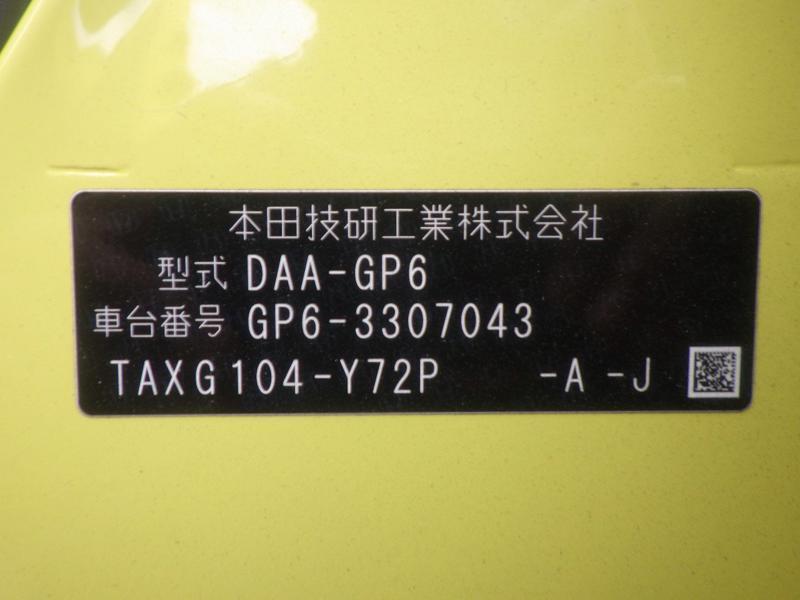 本田技研工業株式会社
型式 DAA-GP6
車台番号 GP6-3307043
TAXG104-Y72P -A -J